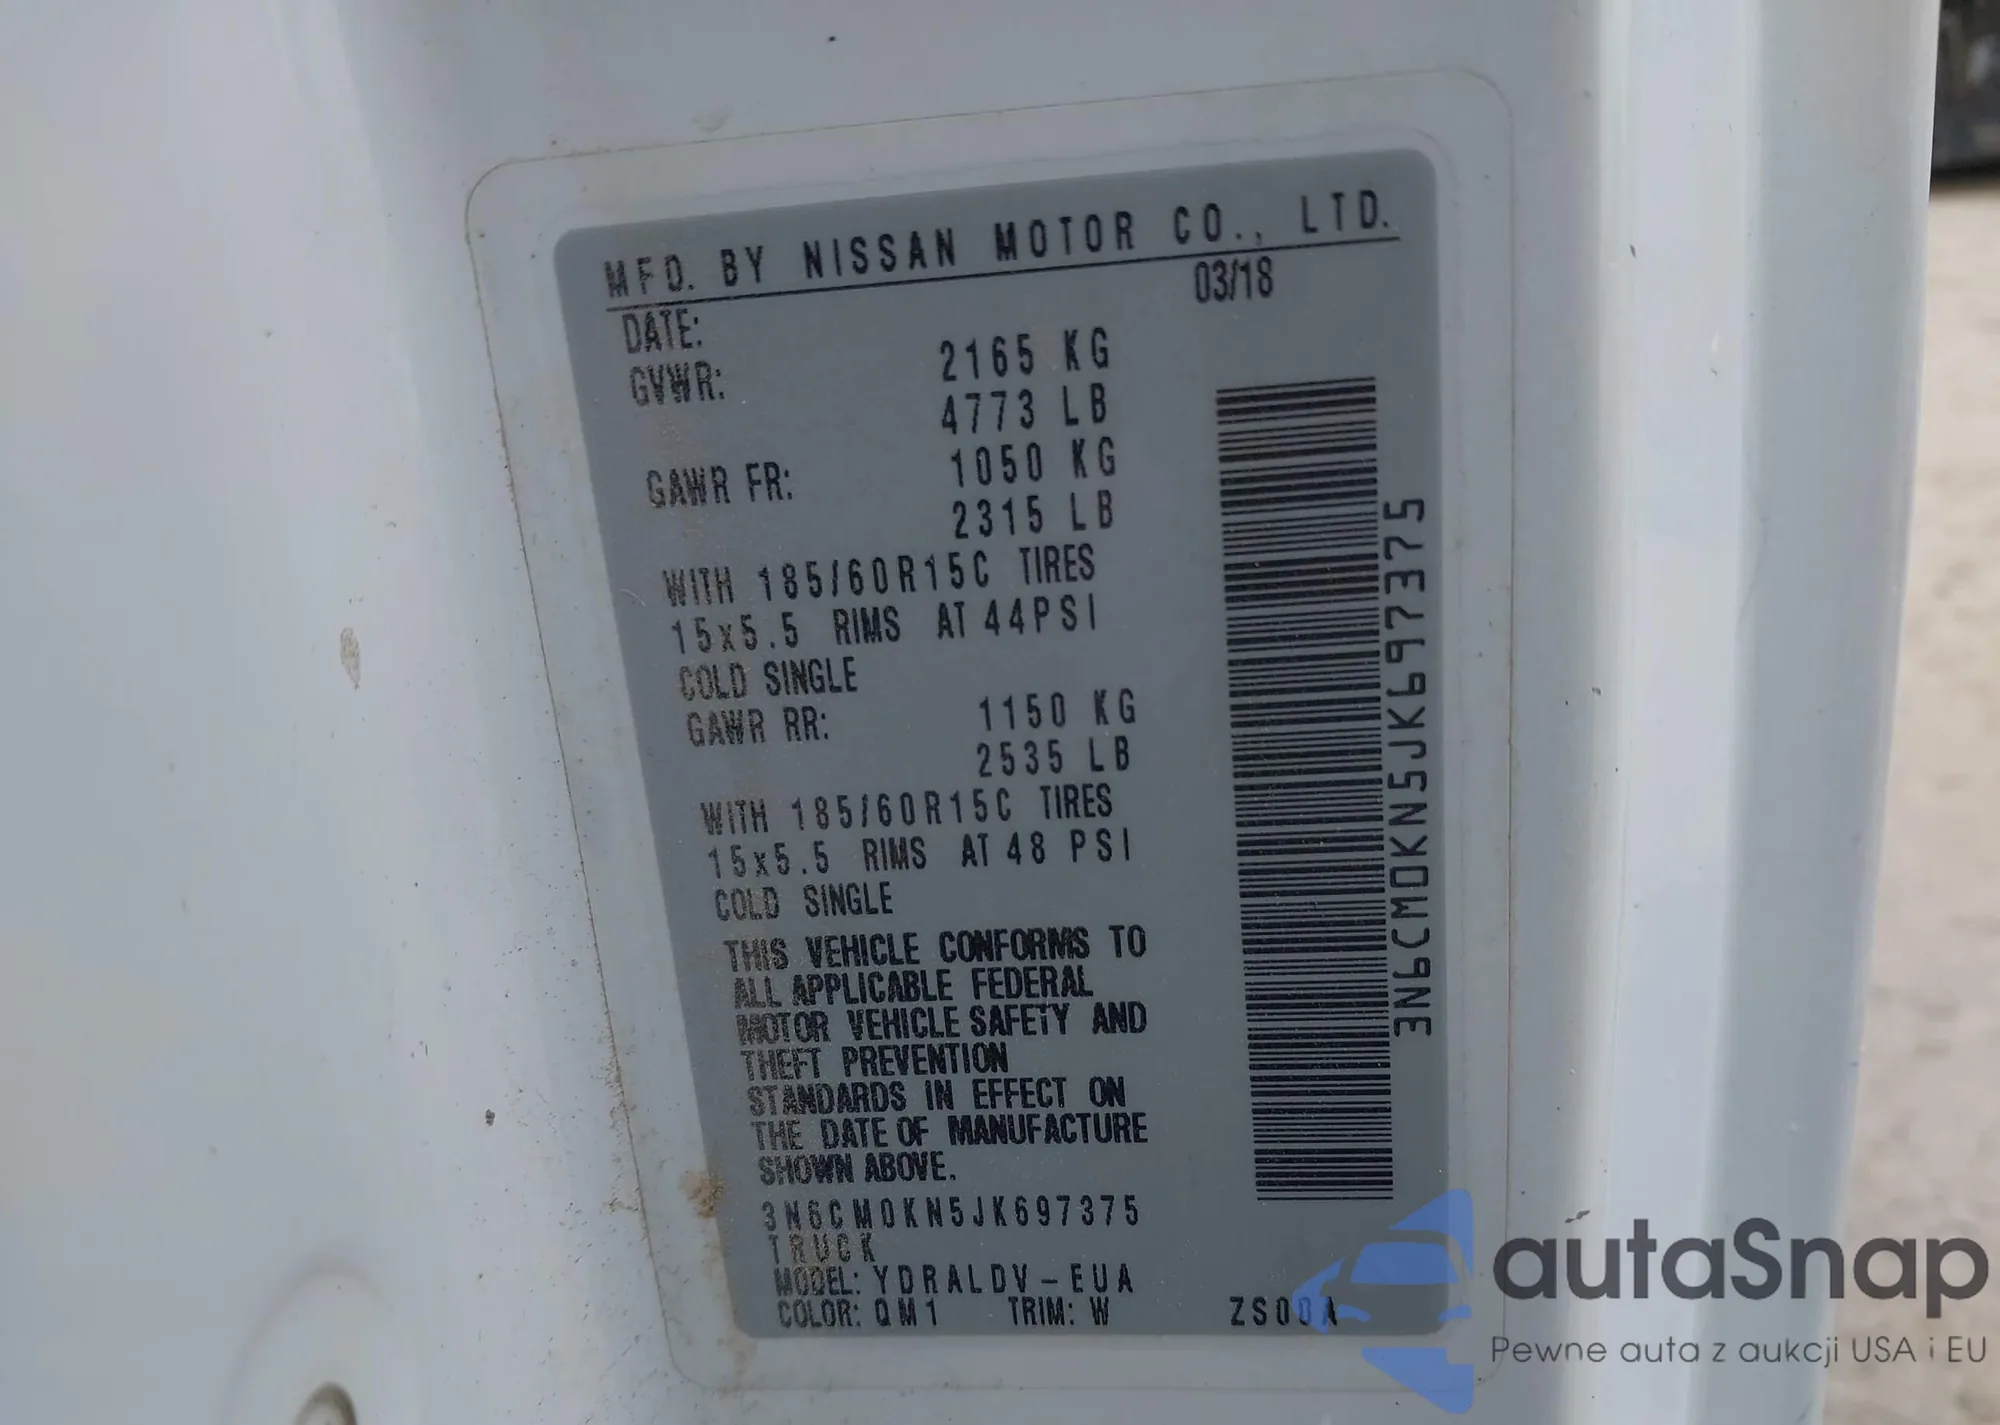 MFD. BY NISSAN MOTOR CO., LTD.
DATE: 03/18
GVWR: 2165 KG
4773 LB
GAWR FR: 1050 KG
2315 LB
WITH 185/60R15C TIRES
15x5.5 RIMS AT 44PSI
COLD SINGLE
GAWR RR: 1150 KG
2535 LB
WITH 185/60R15C TIRES
15x5.5 RIMS AT 48 PSI
COLD SINGLE
THIS VEHICLE CONFORMS TO
ALL APPLICABLE FEDERAL
MOTOR VEHICLE SAFETY AND
THEFT PREVENTION
STANDARDS IN EFFECT ON
THE DATE OF MANUFACTURE
SHOWN ABOVE.
3N6CM0KN5JK697375
TRUCK
MODEL: YDRALDV-EUA
COLOR: QM1 TRIM: W ZS00A
3N6CM0KN5JK697375
autoSnap
Pewne auta z aukcji USA i EU